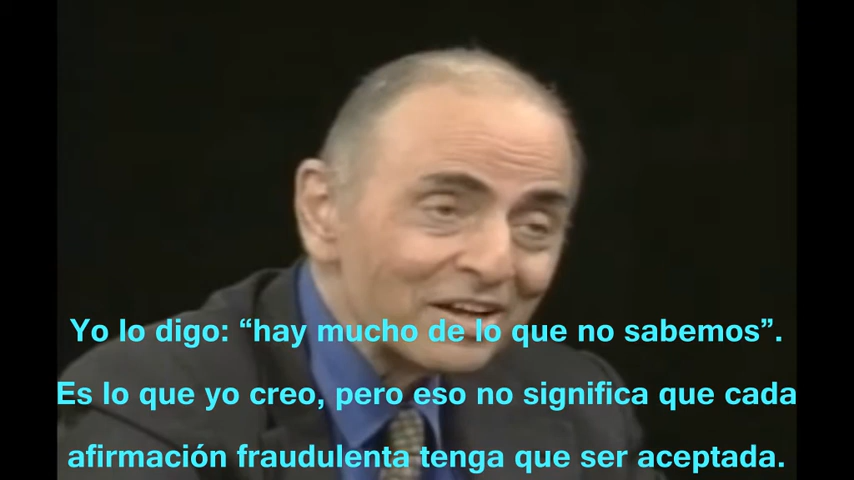 Yo lo digo: “hay mucho de lo que no sabemos”.
Es lo que yo creo, pero eso no significa que cada
afirmación fraudulenta tenga que ser aceptada.